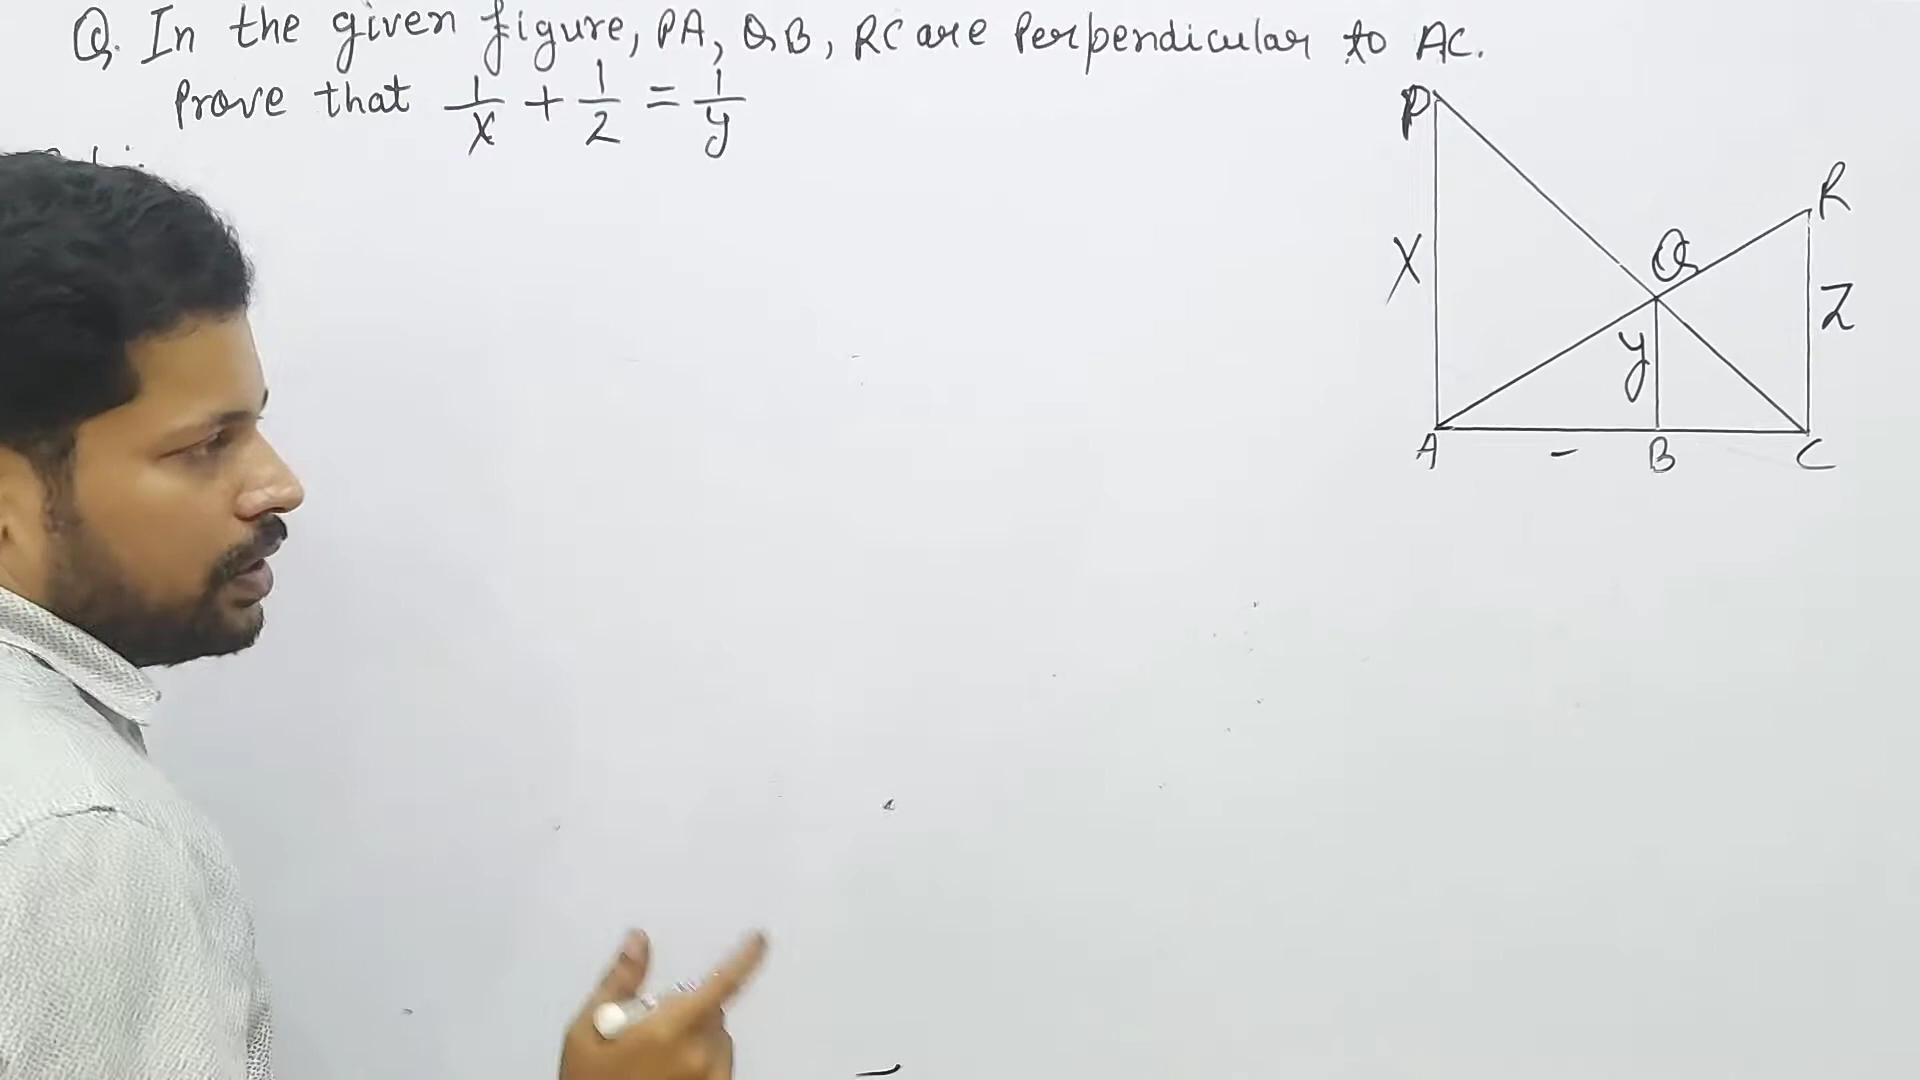 Q. In the given figure, PA, QB, RC are Perpendicular to AC.
Prove that 1/x + 1/z = 1/y
P
R
Q
X
Z
y
A
B
C